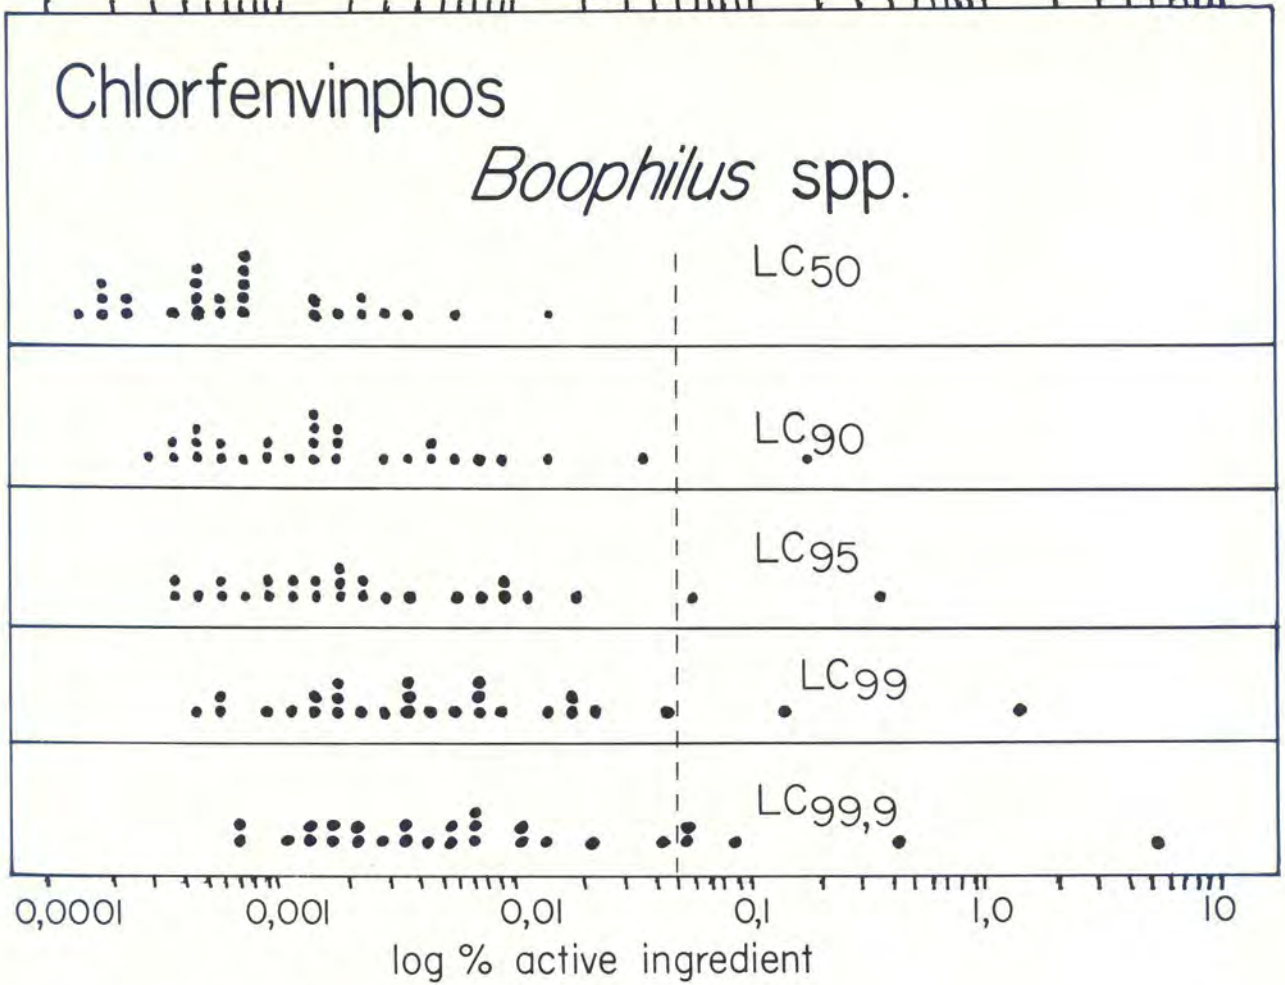 Chlorfenvinphos
Boophilus spp.
LC50
LC90
LC95
LC99
LC99,9
0,0001 0,001 0,01 0,1 1,0 10
log % active ingredient